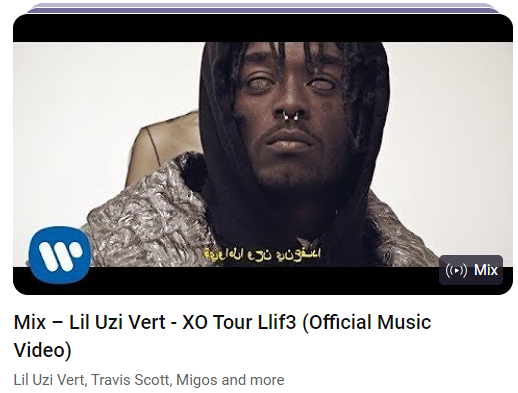 Mix
Mix – Lil Uzi Vert - XO Tour Llif3 (Official Music
Video)
Lil Uzi Vert, Travis Scott, Migos and more